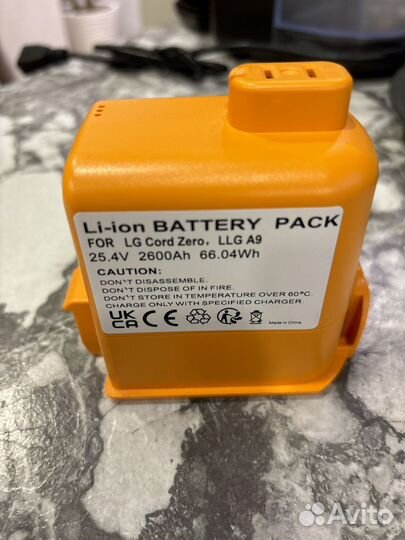 Li-ion BATTERY PACK
FOR LG Cord Zero, LLG A9
25.4V 2600Ah 66.04Wh
CAUTION:
DON'T DISASSEMBLE.
DON'T DISPOSE OF IN FIRE.
DON'T STORE IN TEMPERATURE OVER 60°C.
CHARGE ONLY WITH SPECIFIED CHARGER.
UK CA CE
Made in China
Avito